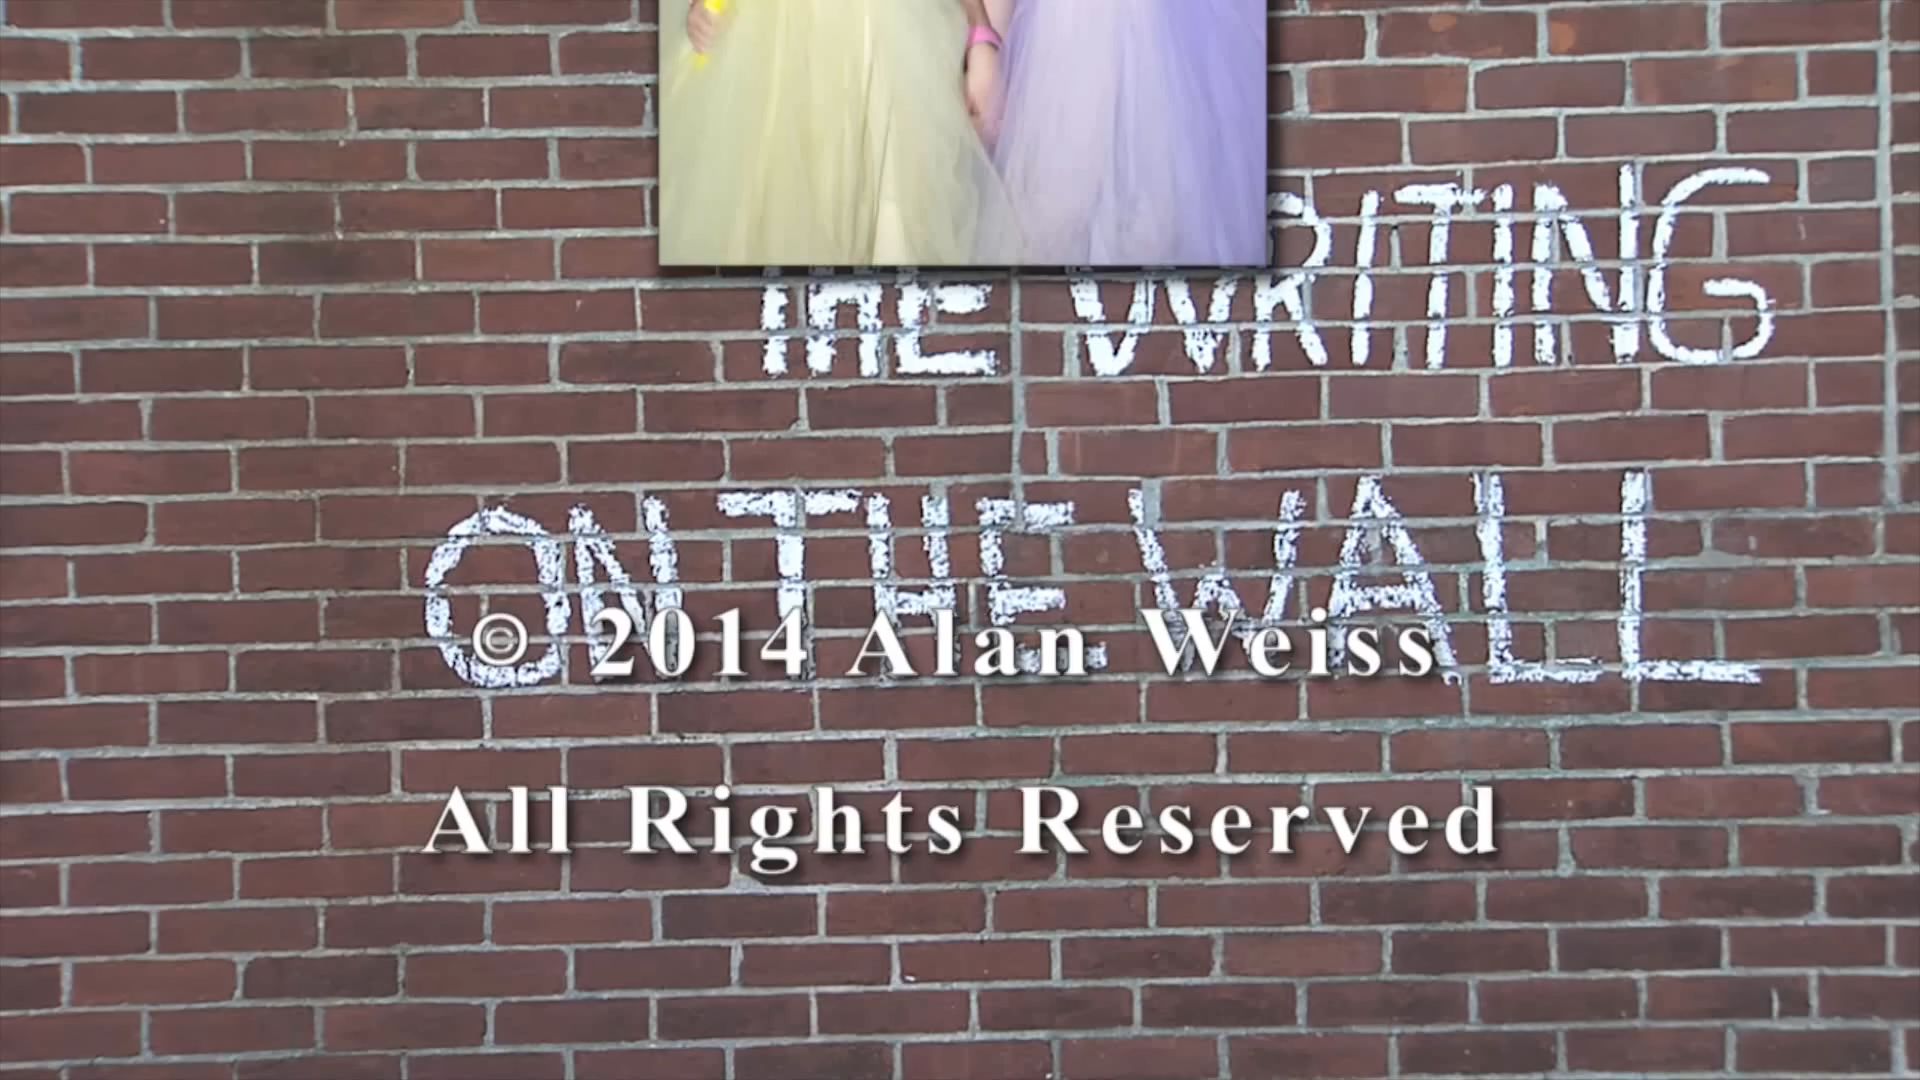 THE WRITING
ON THE WALL
© 2014 Alan Weiss
All Rights Reserved